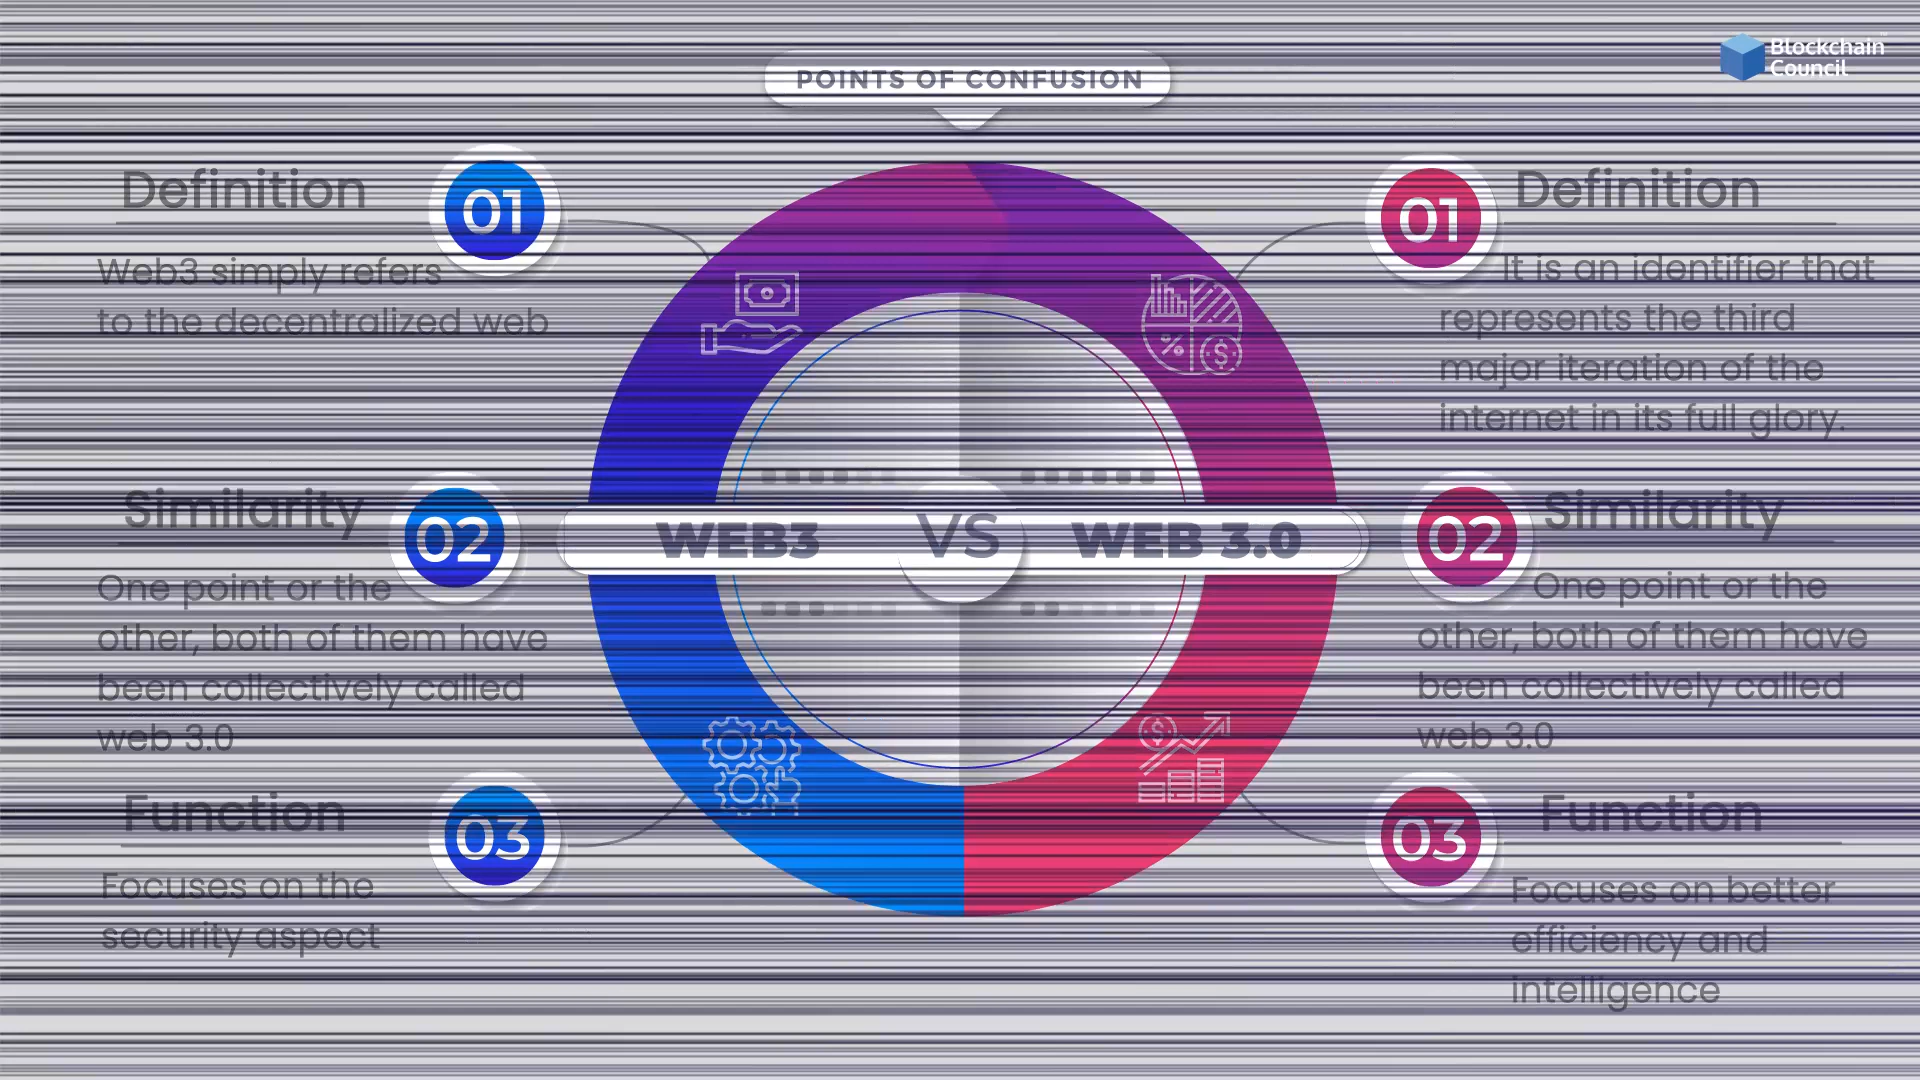 POINTS OF CONFUSION
Blockchain
Council
Definition
01
Web3 simply refers
to the decentralized web
Similarity
02
One point or the
other, both of them have
been collectively called
web 3.0
Function
03
Focuses on the
security aspect
WEB3 VS WEB 3.0
01
Definition
It is an identifier that
represents the third
major iteration of the
internet in its full glory.
02
Similarity
One point or the
other, both of them have
been collectively called
web 3.0
03
Function
Focuses on better
efficiency and
intelligence